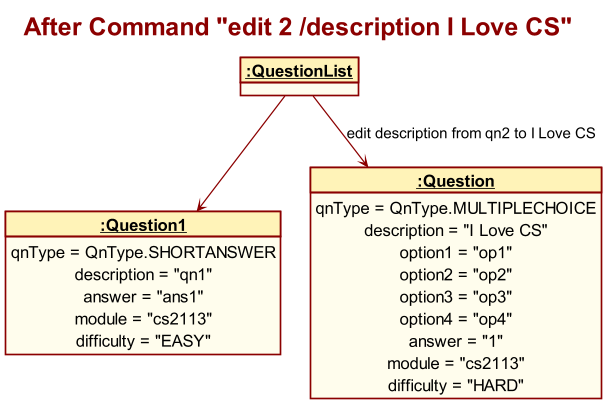 After Command "edit 2 /description I Love CS"
:QuestionList
edit description from qn2 to I Love CS
:Question1
qnType = QnType.SHORTANSWER
description = "qn1"
answer = "ans1"
module = "cs2113"
difficulty = "EASY"
:Question
qnType = QnType.MULTIPLECHOICE
description = "I Love CS"
option1 = "op1"
option2 = "op2"
option3 = "op3"
option4 = "op4"
answer = "1"
module = "cs2113"
difficulty = "HARD"